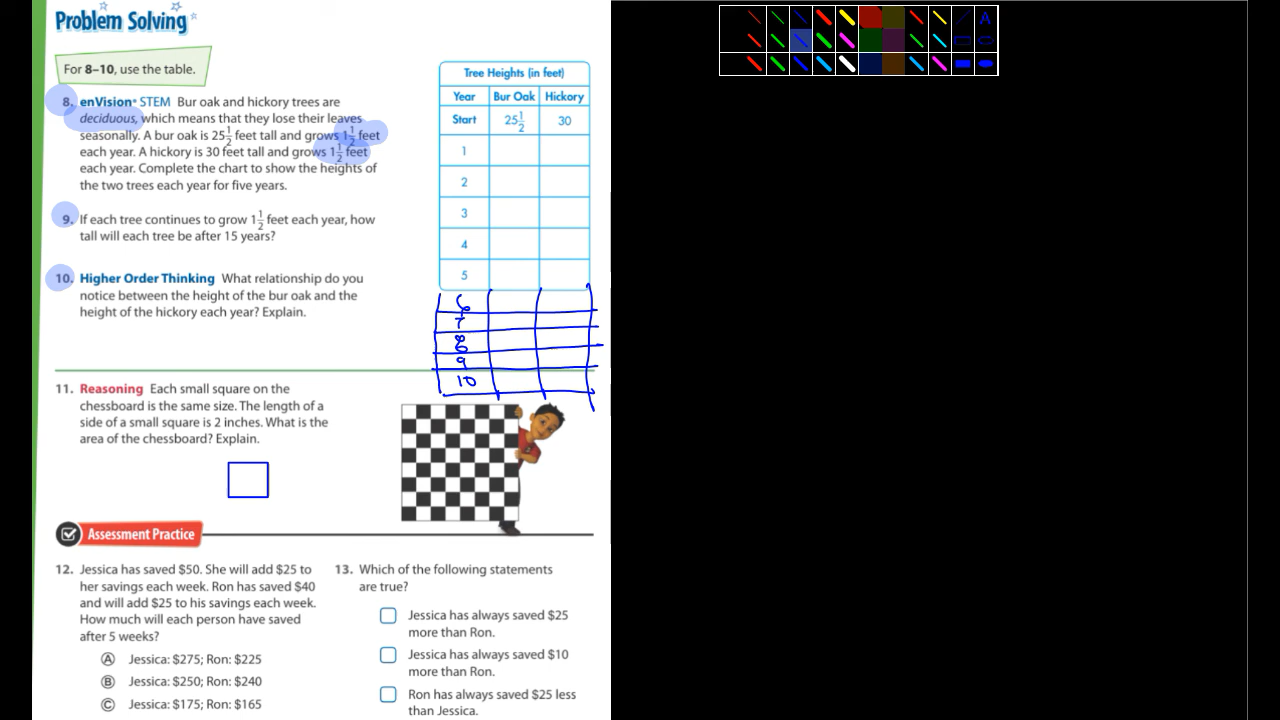 Problem Solving
For 8–10, use the table.
8. enVision® STEM Bur oak and hickory trees are
deciduous, which means that they lose their leaves
seasonally. A bur oak is 25 1/2 feet tall and grows 1 1/2 feet
each year. A hickory is 30 feet tall and grows 1 1/2 feet
each year. Complete the chart to show the heights of
the two trees each year for five years.
9. If each tree continues to grow 1 1/2 feet each year, how
tall will each tree be after 15 years?
10. Higher Order Thinking What relationship do you
notice between the height of the bur oak and the
height of the hickory each year? Explain.
Tree Heights (in feet)
Year Bur Oak Hickory
Start 25 1/2 30
1
2
3
4
5
6
7
8
9
10
11. Reasoning Each small square on the
chessboard is the same size. The length of a
side of a small square is 2 inches. What is the
area of the chessboard? Explain.
Assessment Practice
12. Jessica has saved $50. She will add $25 to
her savings each week. Ron has saved $40
and will add $25 to his savings each week.
How much will each person have saved
after 5 weeks?
A Jessica: $275; Ron: $225
B Jessica: $250; Ron: $240
C Jessica: $175; Ron: $165
13. Which of the following statements
are true?
Jessica has always saved $25
more than Ron.
Jessica has always saved $10
more than Ron.
Ron has always saved $25 less
than Jessica.
A